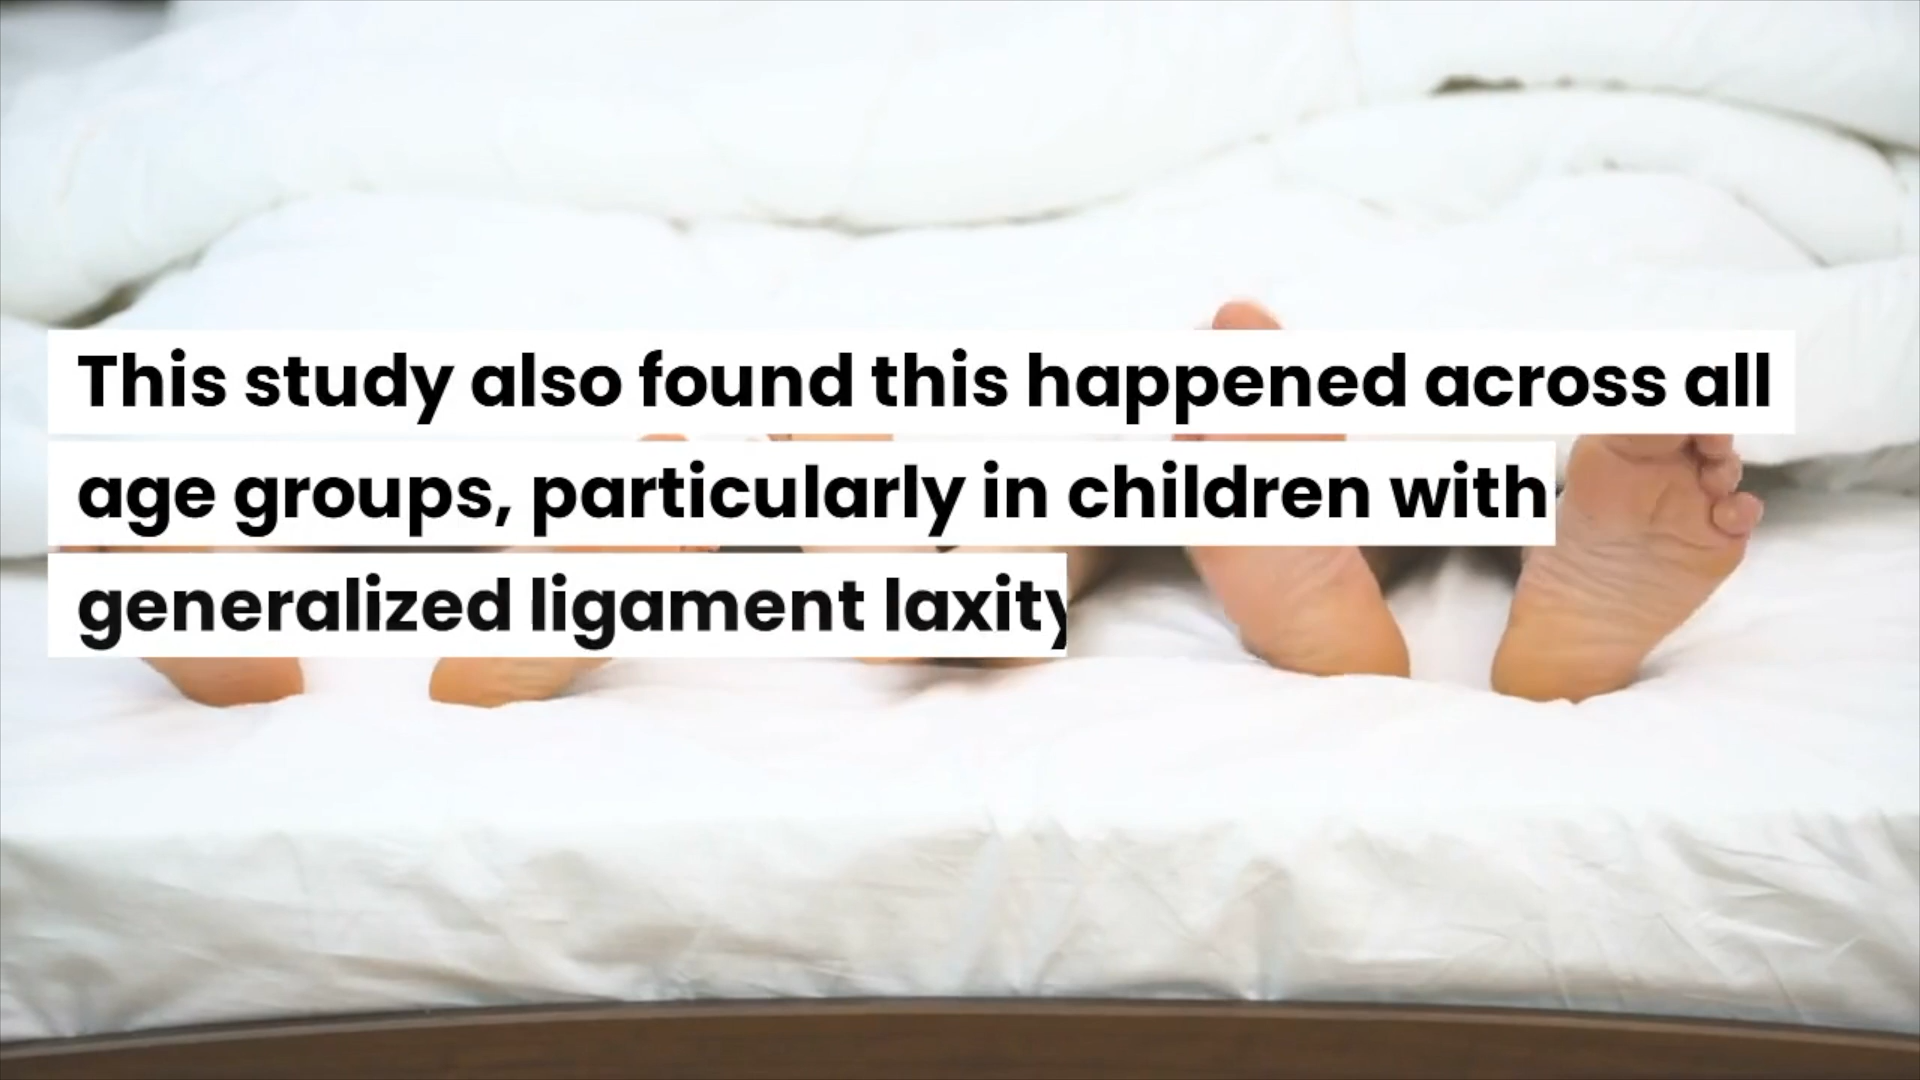 This study also found this happened across all
age groups, particularly in children with
generalized ligament laxity